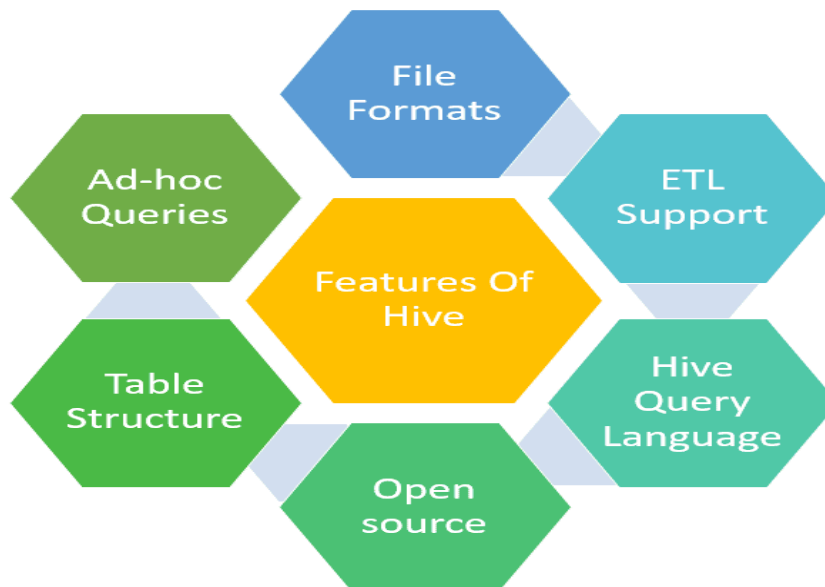 File
Formats
ETL
Support
Hive
Query
Language
Open
source
Table
Structure
Ad-hoc
Queries
Features Of
Hive